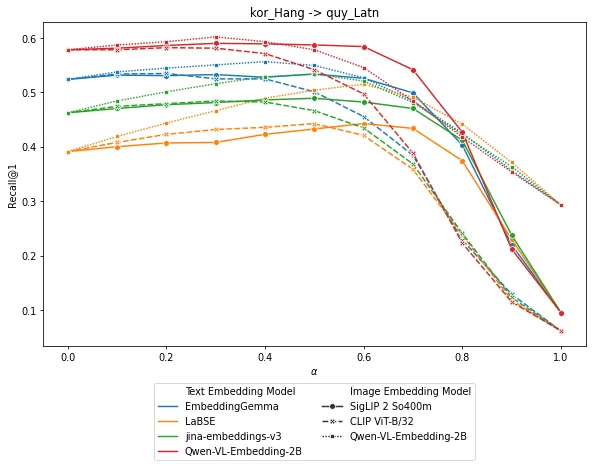 kor_Hang -> quy_Latn
0.6
0.5
0.4
0.3
0.2
0.1
Recall@1
0.0 0.2 0.4 0.6 0.8 1.0
α
Text Embedding Model Image Embedding Model
EmbeddingGemma SigLIP 2 So400m
LaBSE CLIP ViT-B/32
jina-embeddings-v3 Qwen-VL-Embedding-2B
Qwen-VL-Embedding-2B